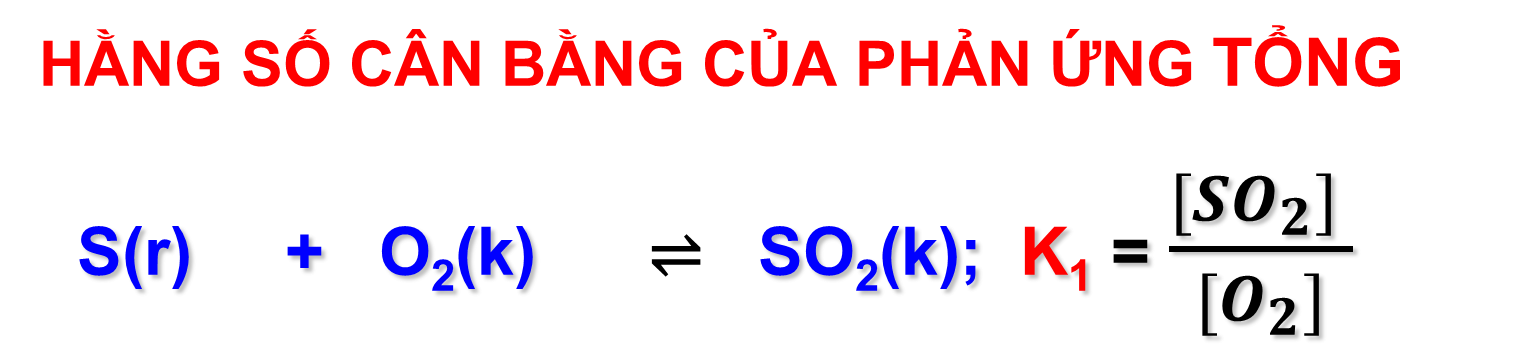 HẰNG SỐ CÂN BẰNG CỦA PHẢN ỨNG TỔNG
S(r) + O₂(k) ⇌ SO₂(k); K₁ = [SO₂] / [O₂]